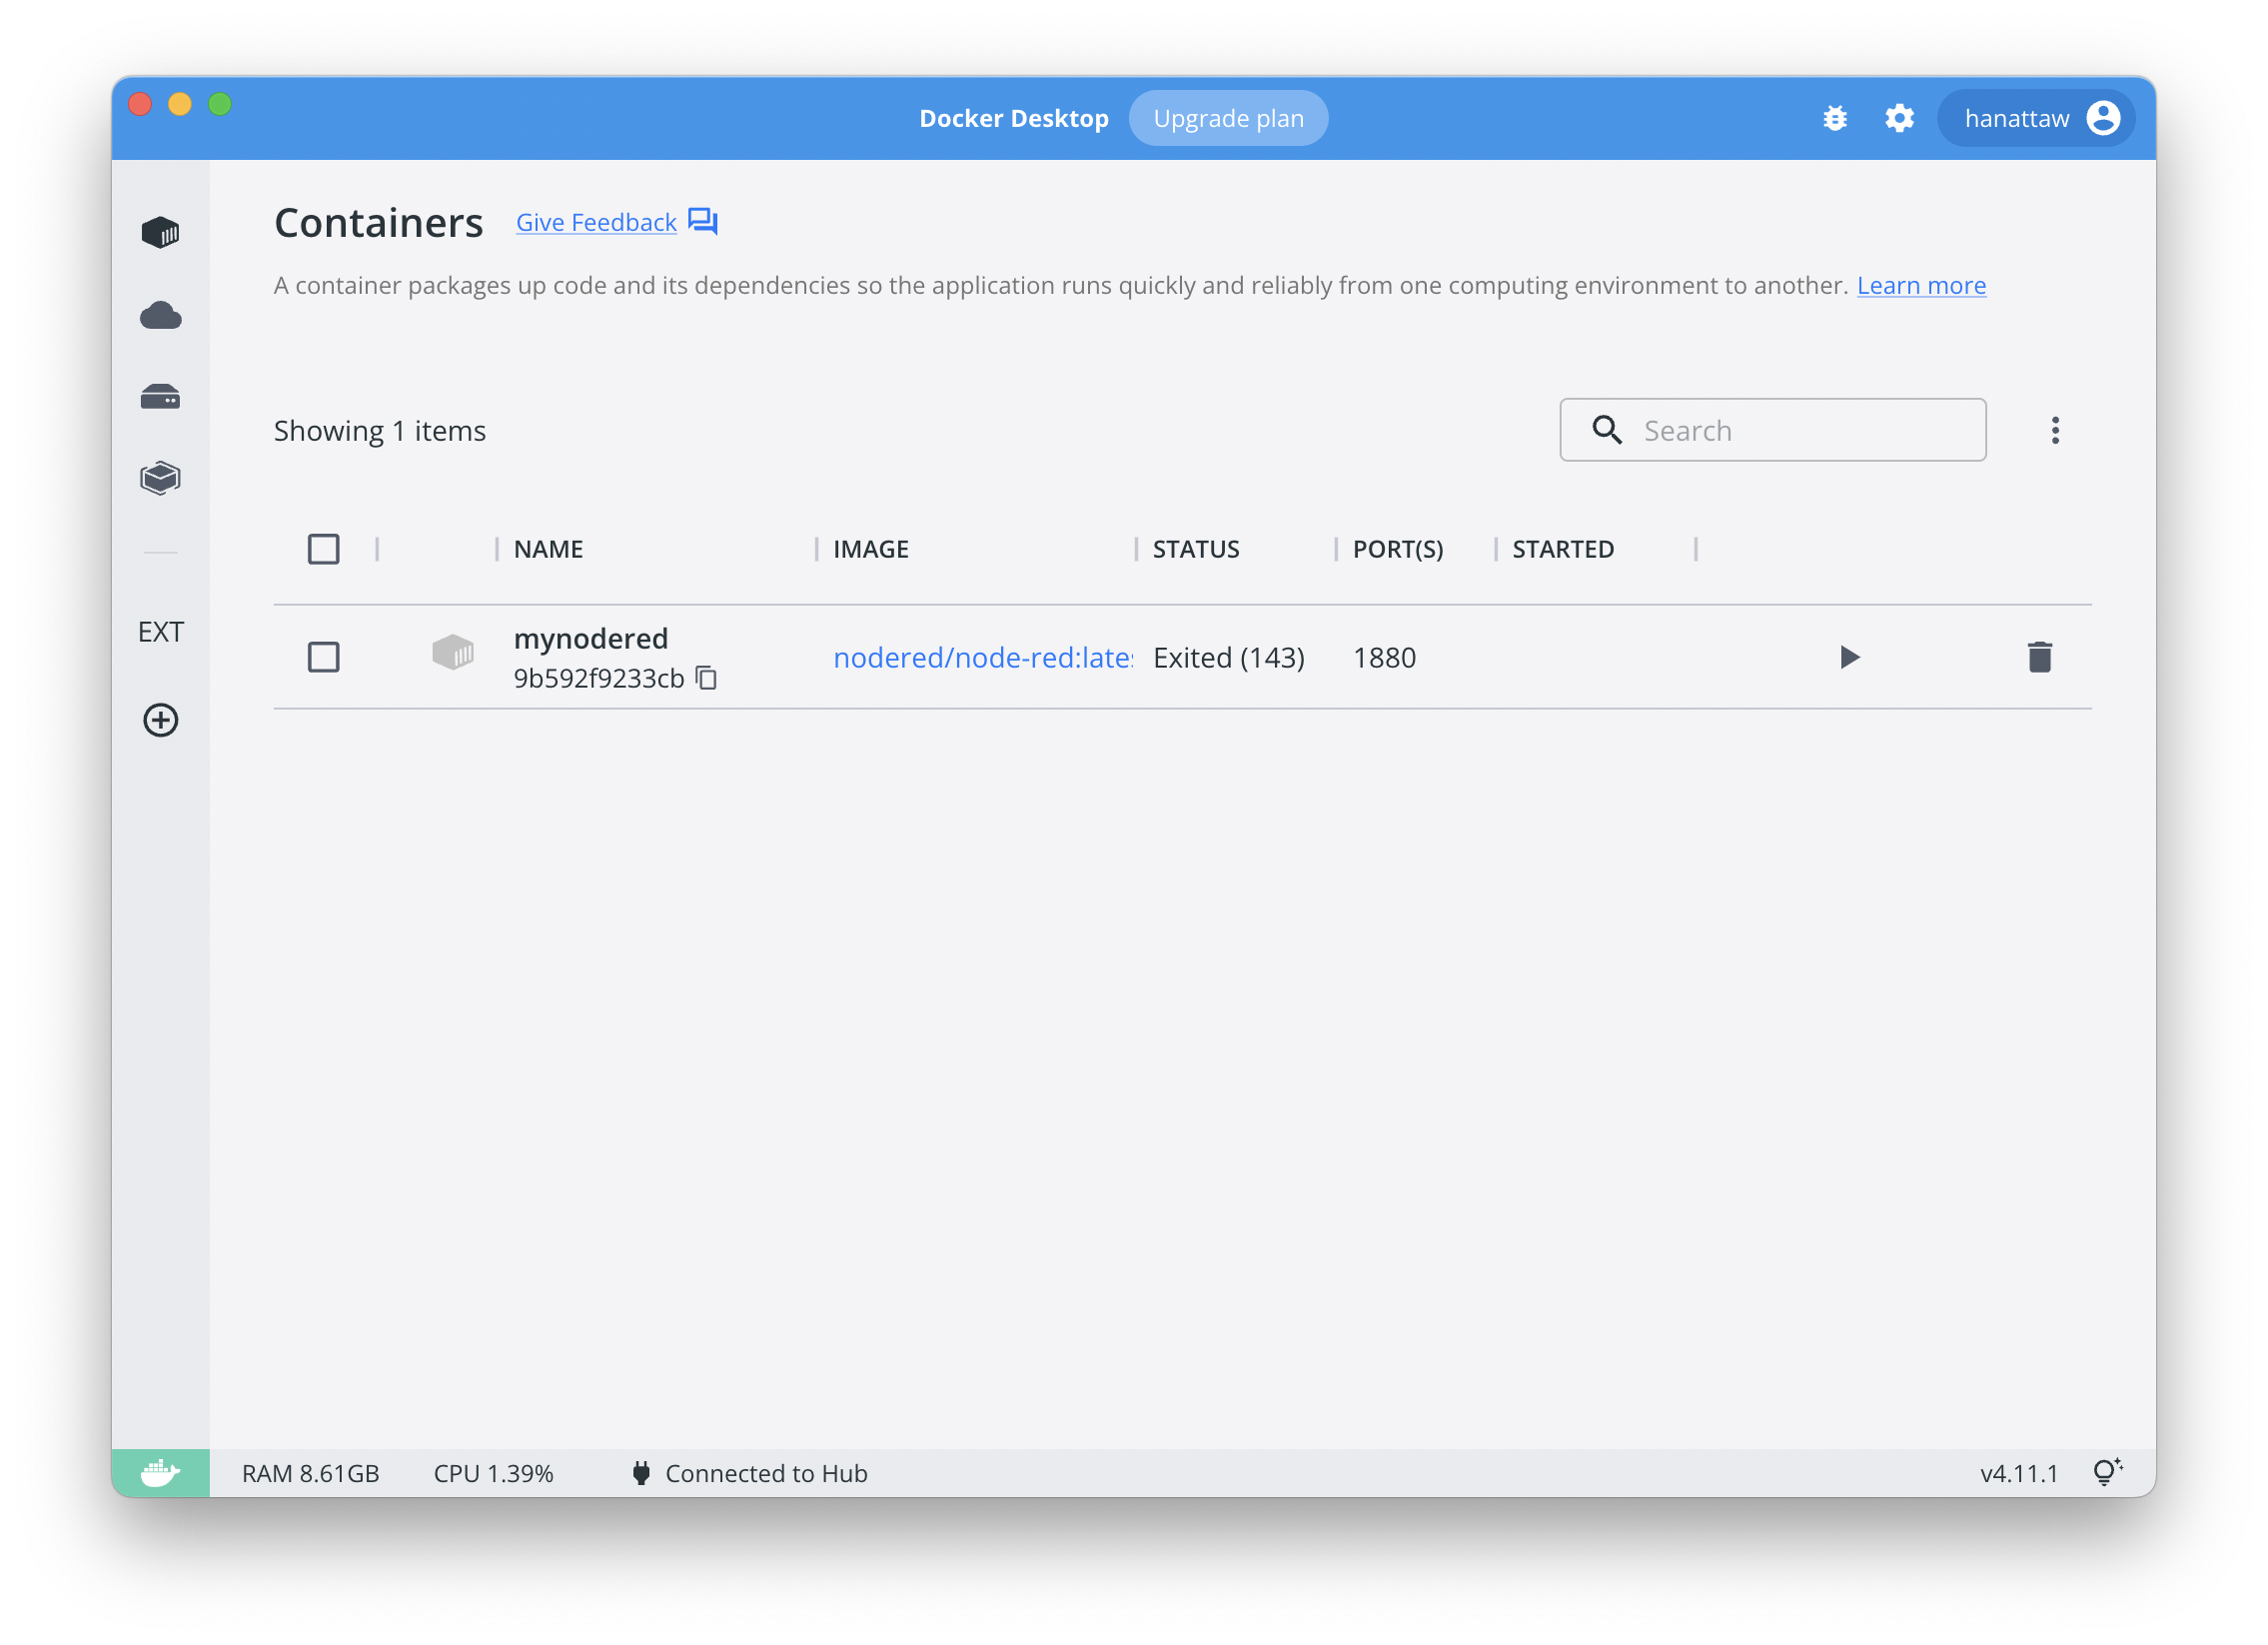 Docker Desktop Upgrade plan hanattaw
Containers Give Feedback
A container packages up code and its dependencies so the application runs quickly and reliably from one computing environment to another. Learn more
Showing 1 items Search
NAME IMAGE STATUS PORT(S) STARTED
mynodered
nodered/node-red:late Exited (143) 1880
9b592f9233cb
EXT
RAM 8.61GB CPU 1.39% Connected to Hub v4.11.1